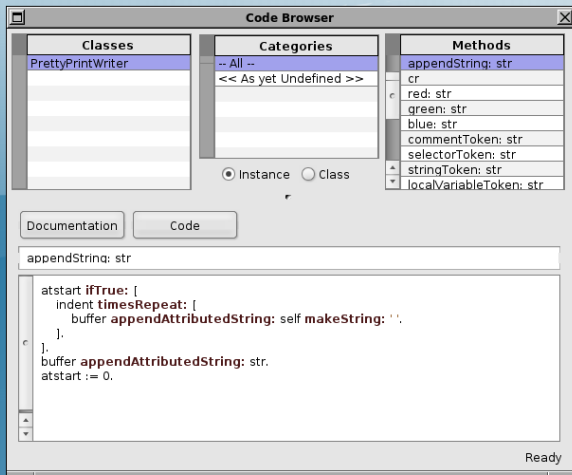 Code Browser
Classes
PrettyPrintWriter
Categories
-- All --
<< As yet Undefined >>
Instance
Class
Methods
appendString: str
cr
red: str
green: str
blue: str
commentToken: str
selectorToken: str
stringToken: str
localVariableToken: str
Documentation
Code
appendString: str
atstart ifTrue: [
indent timesRepeat: [
buffer appendAttributedString: self makeString: ' '.
].
].
buffer appendAttributedString: str.
atstart := 0.
Ready